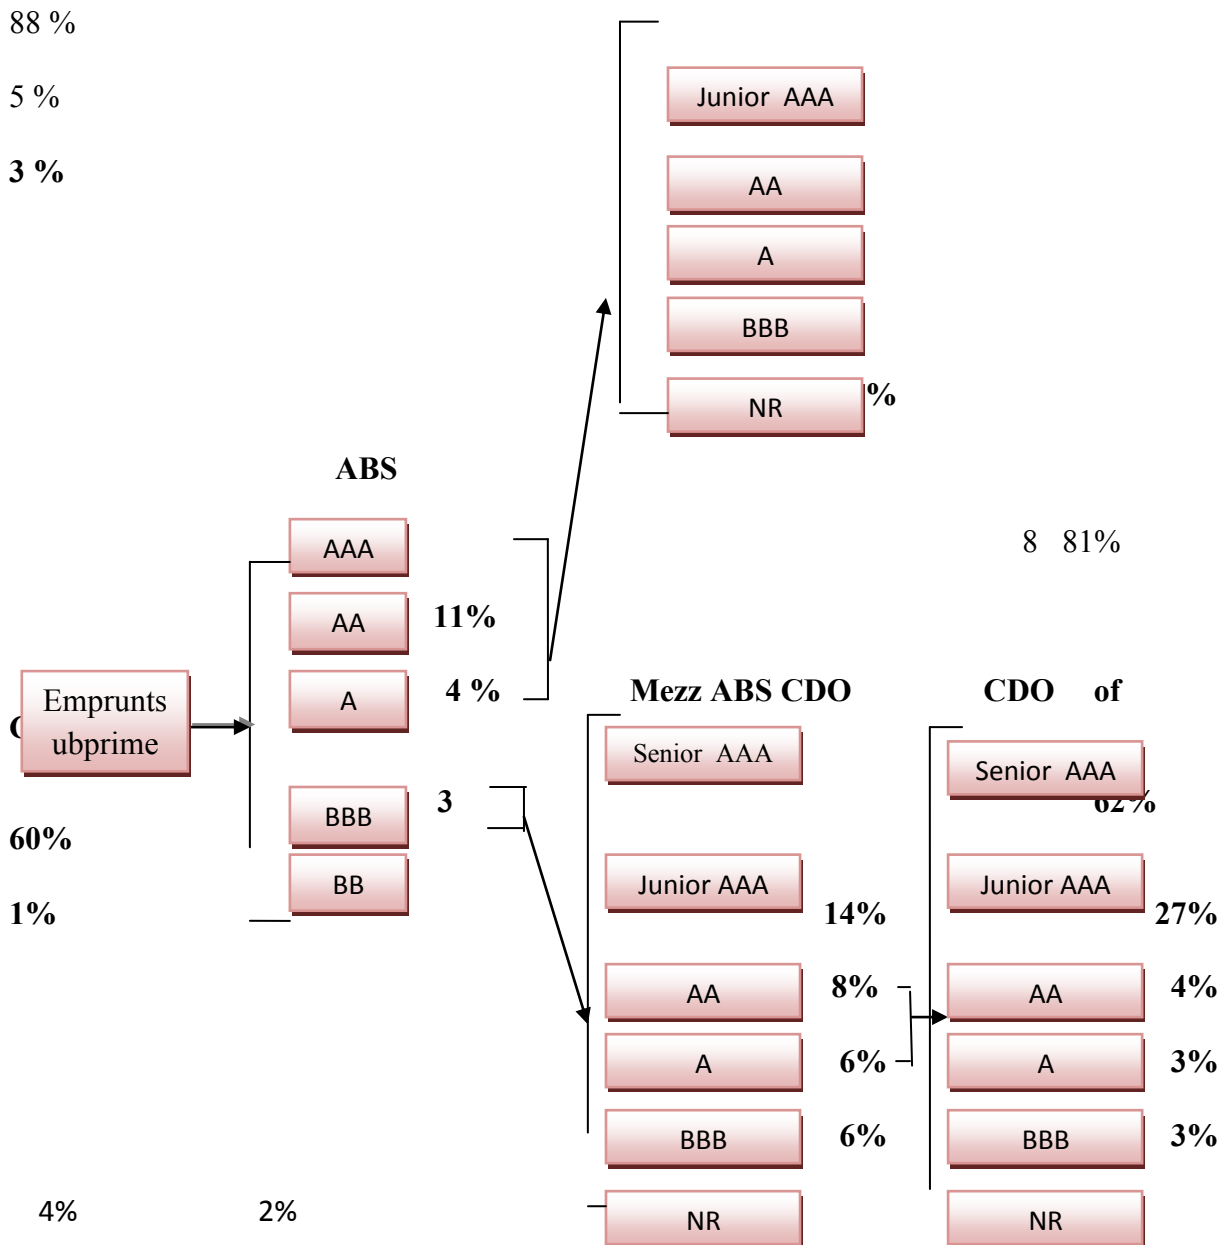 88 %
5 %
Junior AAA
3 %
AA
A
BBB
NR
%
ABS
AAA
8 81%
AA
11%
A
4 %
Mezz ABS CDO
CDO of
Emprunts
ubprime
Senior AAA
Senior AAA
62%
BBB
3
60%
BB
Junior AAA
Junior AAA
1%
14%
27%
AA
8%
AA
4%
A
6%
A
3%
BBB
6%
BBB
3%
4%
2%
NR
NR